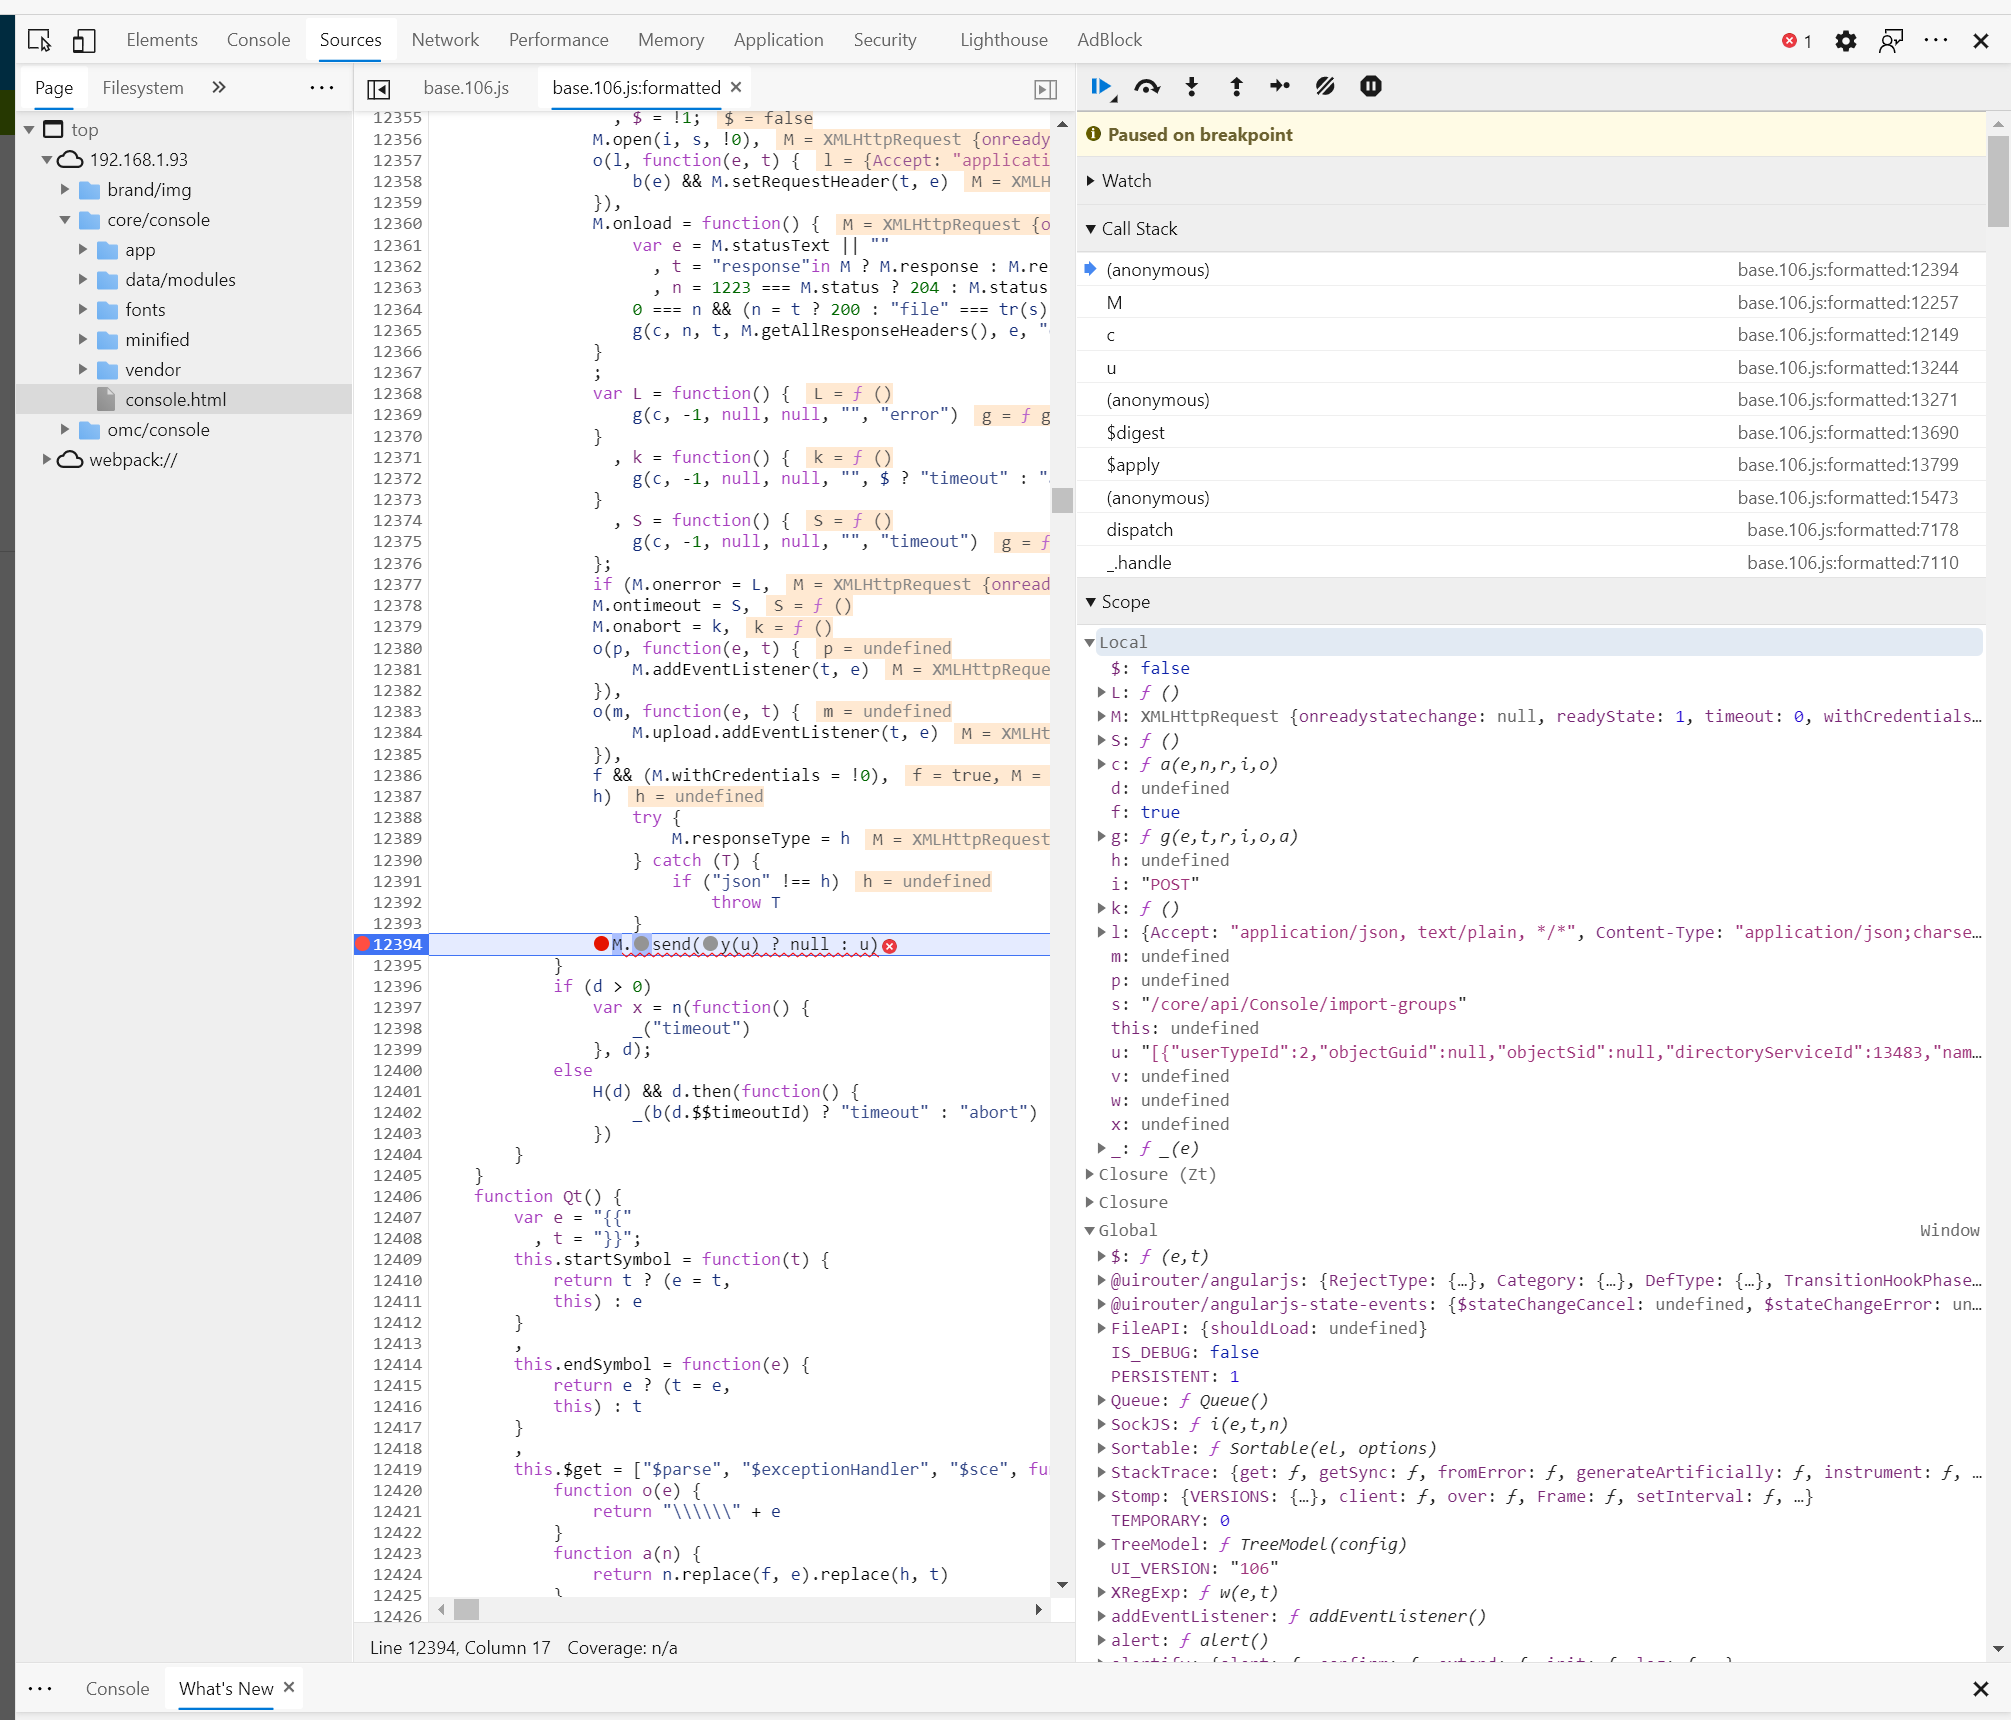 Elements Console Sources Network Performance Memory Application Security Lighthouse AdBlock 1
Page Filesystem
base.106.js base.106.js:formatted
top
192.168.1.93
brand/img
core/console
app
data/modules
fonts
minified
vendor
console.html
omc/console
webpack://
12355 , $ = !1; $ = false
12356 M.open(i, s, !0), M = XMLHttpRequest {onready
12357 o(l, function(e, t) { l = {Accept: "applicati
12358 b(e) && M.setRequestHeader(t, e) M = XMLH
12359 }),
12360 M.onload = function() { M = XMLHttpRequest {o
12361 var e = M.statusText || ""
12362 , t = "response"in M ? M.response : M.re
12363 , n = 1223 === M.status ? 204 : M.status
12364 0 === n && (n = t ? 200 : "file" === tr(s)
12365 g(c, n, t, M.getAllResponseHeaders(), e, "
12366 }
12367 ;
12368 var L = function() { L = ƒ ()
12369 g(c, -1, null, null, "", "error") g = ƒ g
12370 }
12371 , k = function() { k = ƒ ()
12372 g(c, -1, null, null, "", $ ? "timeout" : ".
12373 }
12374 , S = function() { S = ƒ ()
12375 g(c, -1, null, null, "", "timeout") g = ƒ
12376 };
12377 if (M.onerror = L, M = XMLHttpRequest {onread
12378 M.ontimeout = S, S = ƒ ()
12379 M.onabort = k, k = ƒ ()
12380 o(p, function(e, t) { p = undefined
12381 M.addEventListener(t, e) M = XMLHttpReque
12382 }),
12383 o(m, function(e, t) { m = undefined
12384 M.upload.addEventListener(t, e) M = XMLHt
12385 }),
12386 f && (M.withCredentials = !0), f = true, M =
12387 h) h = undefined
12388 try {
12389 M.responseType = h M = XMLHttpRequest
12390 } catch (T) {
12391 if ("json" !== h) h = undefined
12392 throw T
12393 }
12394 M.send(y(u) ? null : u)
12395 }
12396 if (d > 0)
12397 var x = n(function() {
12398 _("timeout")
12399 }, d);
12400 else
12401 H(d) && d.then(function() {
12402 _(b(d.$$timeoutId) ? "timeout" : "abort")
12403 })
12404 }
12405 }
12406 function Qt() {
12407 var e = "{{"
12408 , t = "}}";
12409 this.startSymbol = function(t) {
12410 return t ? (e = t,
12411 this) : e
12412 }
12413 ,
12414 this.endSymbol = function(e) {
12415 return e ? (t = e,
12416 this) : t
12417 }
12418 ,
12419 this.$get = ["$parse", "$exceptionHandler", "$sce", fu
12420 function o(e) {
12421 return "\\\\\\" + e
12422 }
12423 function a(n) {
12424 return n.replace(f, e).replace(h, t)
12425 }
12426
Line 12394, Column 17 Coverage: n/a
Paused on breakpoint
Watch
Call Stack
(anonymous) base.106.js:formatted:12394
M base.106.js:formatted:12257
c base.106.js:formatted:12149
u base.106.js:formatted:13244
(anonymous) base.106.js:formatted:13271
$digest base.106.js:formatted:13690
$apply base.106.js:formatted:13799
(anonymous) base.106.js:formatted:15473
dispatch base.106.js:formatted:7178
_.handle base.106.js:formatted:7110
Scope
Local
$: false
L: ƒ ()
M: XMLHttpRequest {onreadystatechange: null, readyState: 1, timeout: 0, withCredentials…
S: ƒ ()
c: ƒ a(e,n,r,i,o)
d: undefined
f: true
g: ƒ g(e,t,r,i,o,a)
h: undefined
i: "POST"
k: ƒ ()
l: {Accept: "application/json, text/plain, */*", Content-Type: "application/json;charse…
m: undefined
p: undefined
s: "/core/api/Console/import-groups"
this: undefined
u: "[{"userTypeId":2,"objectGuid":null,"objectSid":null,"directoryServiceId":13483,"nam…
v: undefined
w: undefined
x: undefined
_: ƒ _(e)
Closure (Zt)
Closure
Global Window
$: ƒ (e,t)
@uirouter/angularjs: {RejectType: {…}, Category: {…}, DefType: {…}, TransitionHookPhase…
@uirouter/angularjs-state-events: {$stateChangeCancel: undefined, $stateChangeError: un…
FileAPI: {shouldLoad: undefined}
IS_DEBUG: false
PERSISTENT: 1
Queue: ƒ Queue()
SockJS: ƒ i(e,t,n)
Sortable: ƒ Sortable(el, options)
StackTrace: {get: ƒ, getSync: ƒ, fromError: ƒ, generateArtificially: ƒ, instrument: ƒ, …
Stomp: {VERSIONS: {…}, client: ƒ, over: ƒ, Frame: ƒ, setInterval: ƒ, …}
TEMPORARY: 0
TreeModel: ƒ TreeModel(config)
UI_VERSION: "106"
XRegExp: ƒ w(e,t)
addEventListener: ƒ addEventListener()
alert: ƒ alert()
Console What's New